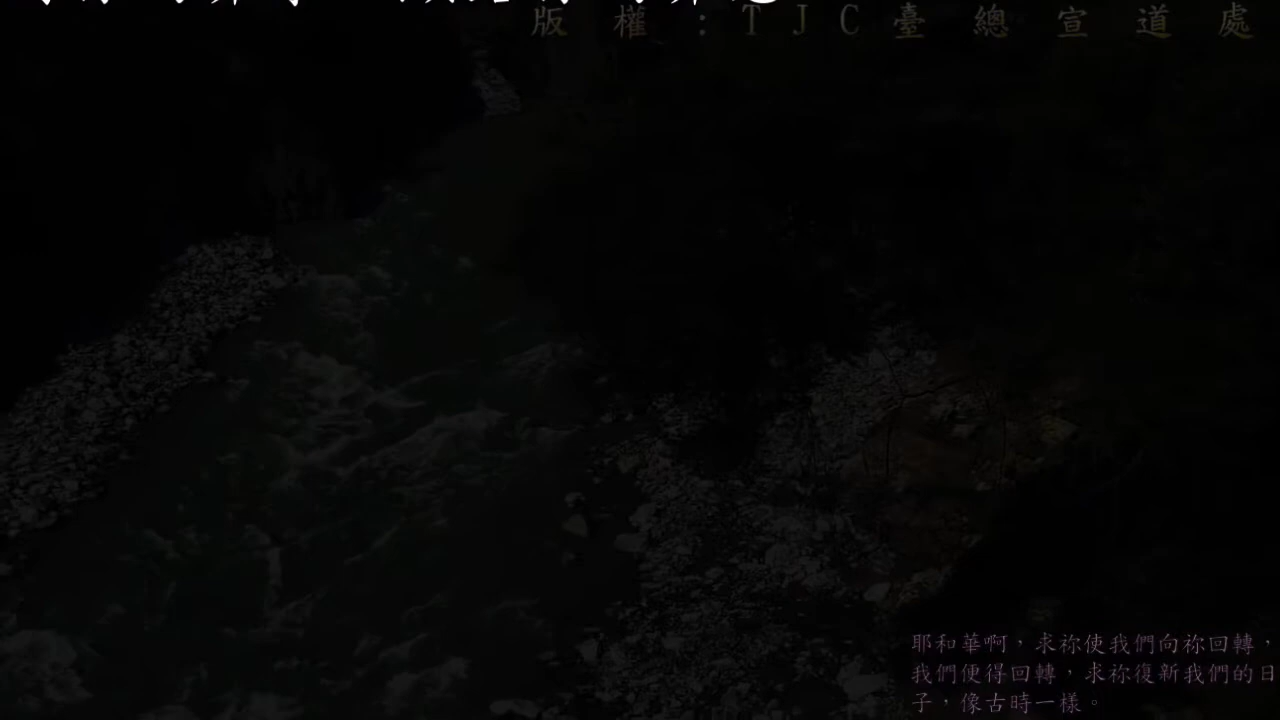 版權:TJC臺總宣道處
耶和華啊，求祢使我們向祢回轉，
我們便得回轉，求祢復新我們的日
子，像古時一樣。